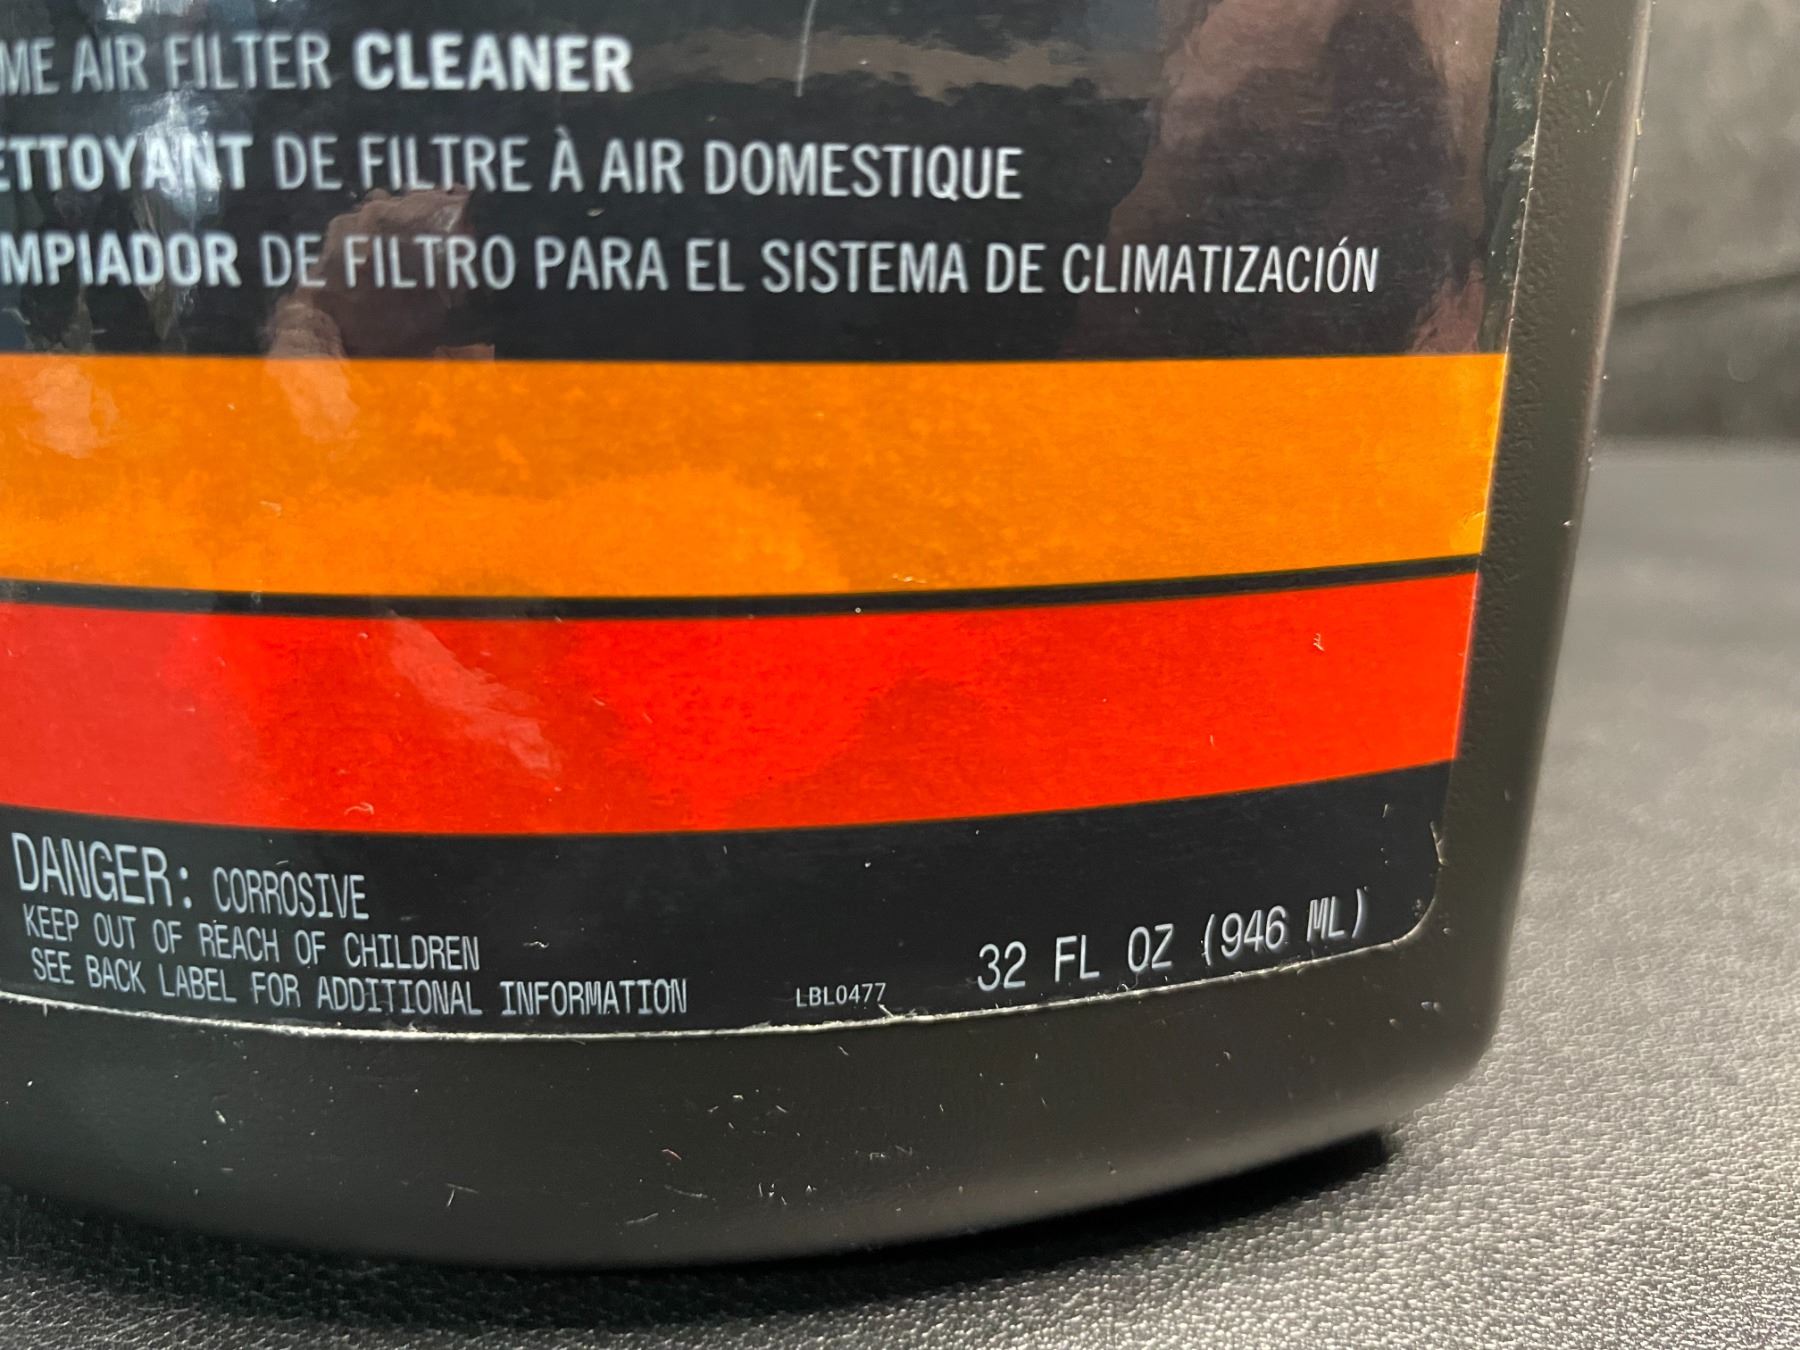 ME AIR FILTER CLEANER
ETTOYANT DE FILTRE À AIR DOMESTIQUE
MPIADOR DE FILTRO PARA EL SISTEMA DE CLIMATIZACIÓN
DANGER: CORROSIVE
KEEP OUT OF REACH OF CHILDREN
SEE BACK LABEL FOR ADDITIONAL INFORMATION
LBL0477
32 FL OZ (946 ML)